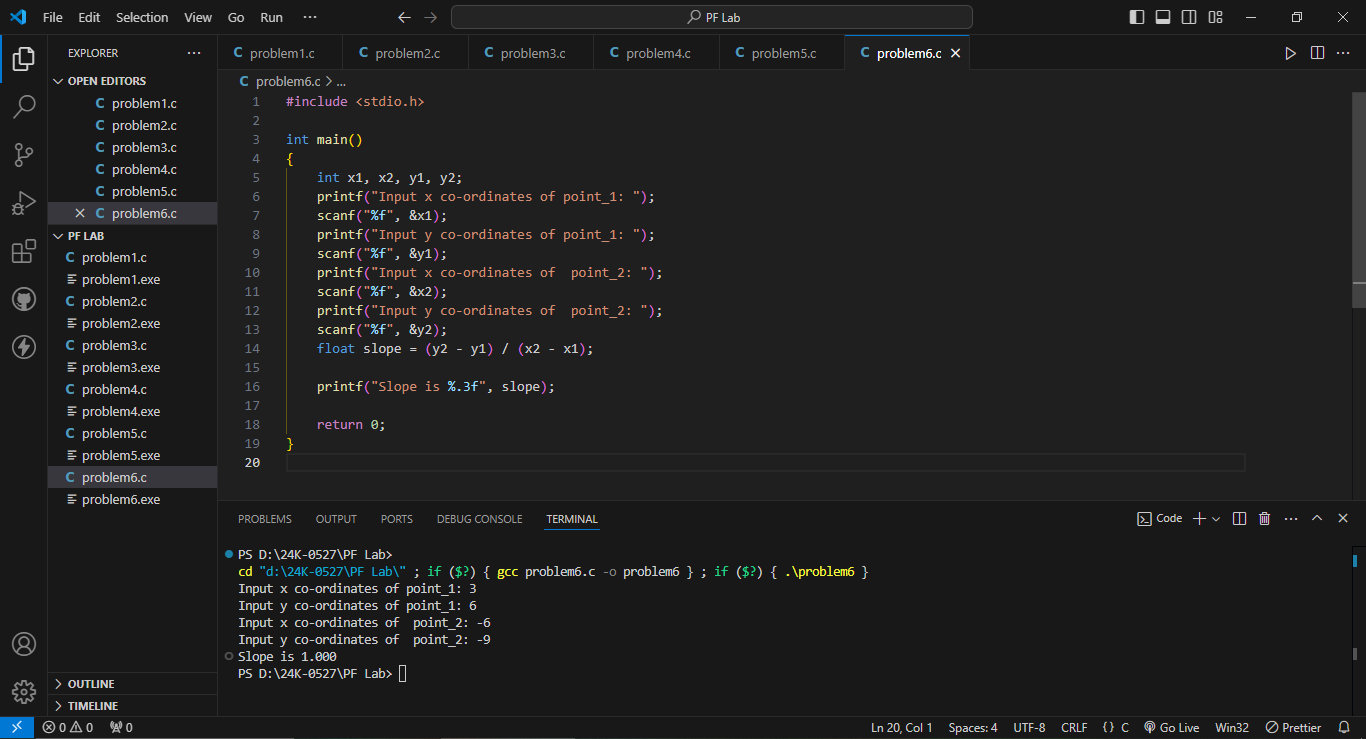 File Edit Selection View Go Run ··· PF Lab
EXPLORER ···
OPEN EDITORS
C problem1.c
C problem2.c
C problem3.c
C problem4.c
C problem5.c
C problem6.c
PF LAB
C problem1.c
problem1.exe
C problem2.c
problem2.exe
C problem3.c
problem3.exe
C problem4.c
problem4.exe
C problem5.c
problem5.exe
C problem6.c
problem6.exe
OUTLINE
TIMELINE
C problem1.c C problem2.c C problem3.c C problem4.c C problem5.c C problem6.c
C problem6.c > ...
1 #include <stdio.h>
2
3 int main()
4 {
5     int x1, x2, y1, y2;
6     printf("Input x co-ordinates of point_1: ");
7     scanf("%f", &x1);
8     printf("Input y co-ordinates of point_1: ");
9     scanf("%f", &y1);
10     printf("Input x co-ordinates of  point_2: ");
11     scanf("%f", &x2);
12     printf("Input y co-ordinates of  point_2: ");
13     scanf("%f", &y2);
14     float slope = (y2 - y1) / (x2 - x1);
15
16     printf("Slope is %.3f", slope);
17
18     return 0;
19 }
20
PROBLEMS OUTPUT PORTS DEBUG CONSOLE TERMINAL Code
PS D:\24K-0527\PF Lab>
cd "d:\24K-0527\PF Lab\" ; if ($?) { gcc problem6.c -o problem6 } ; if ($?) { .\problem6 }
Input x co-ordinates of point_1: 3
Input y co-ordinates of point_1: 6
Input x co-ordinates of  point_2: -6
Input y co-ordinates of  point_2: -9
Slope is 1.000
PS D:\24K-0527\PF Lab>
0 0 0 Ln 20, Col 1 Spaces: 4 UTF-8 CRLF {} C Go Live Win32 Prettier